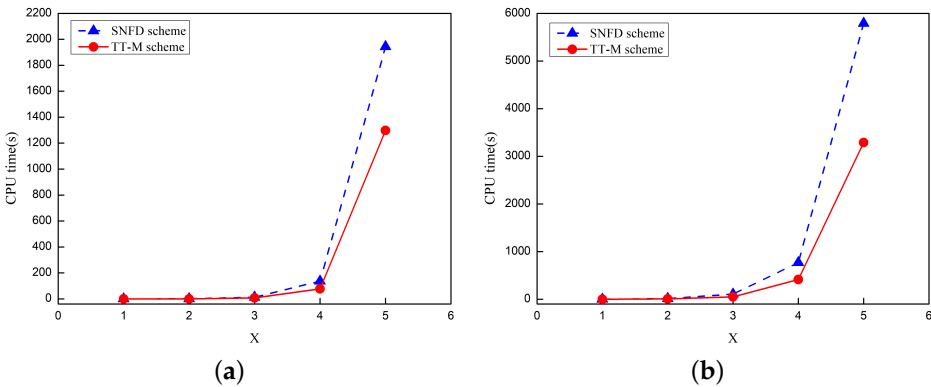 2200
2000
1800
1600
1400
1200
1000
800
600
400
200
0
CPU time(s)
SNFD scheme
TT-M scheme
0 1 2 3 4 5 6
X
(a)
6000
5000
4000
3000
2000
1000
0
CPU time(s)
SNFD scheme
TT-M scheme
0 1 2 3 4 5 6
X
(b)